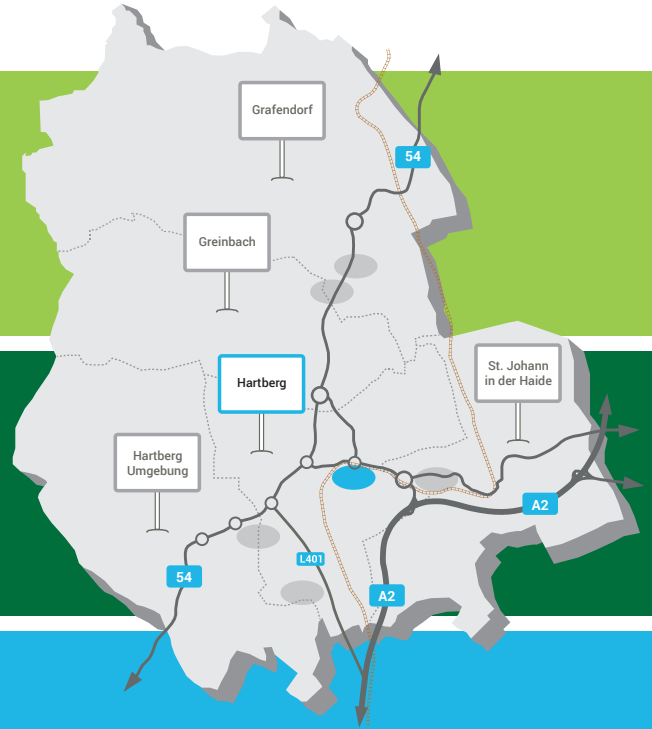 Grafendorf
54
Greinbach
St. Johann
in der Haide
Hartberg
Hartberg
Umgebung
A2
L401
54
A2